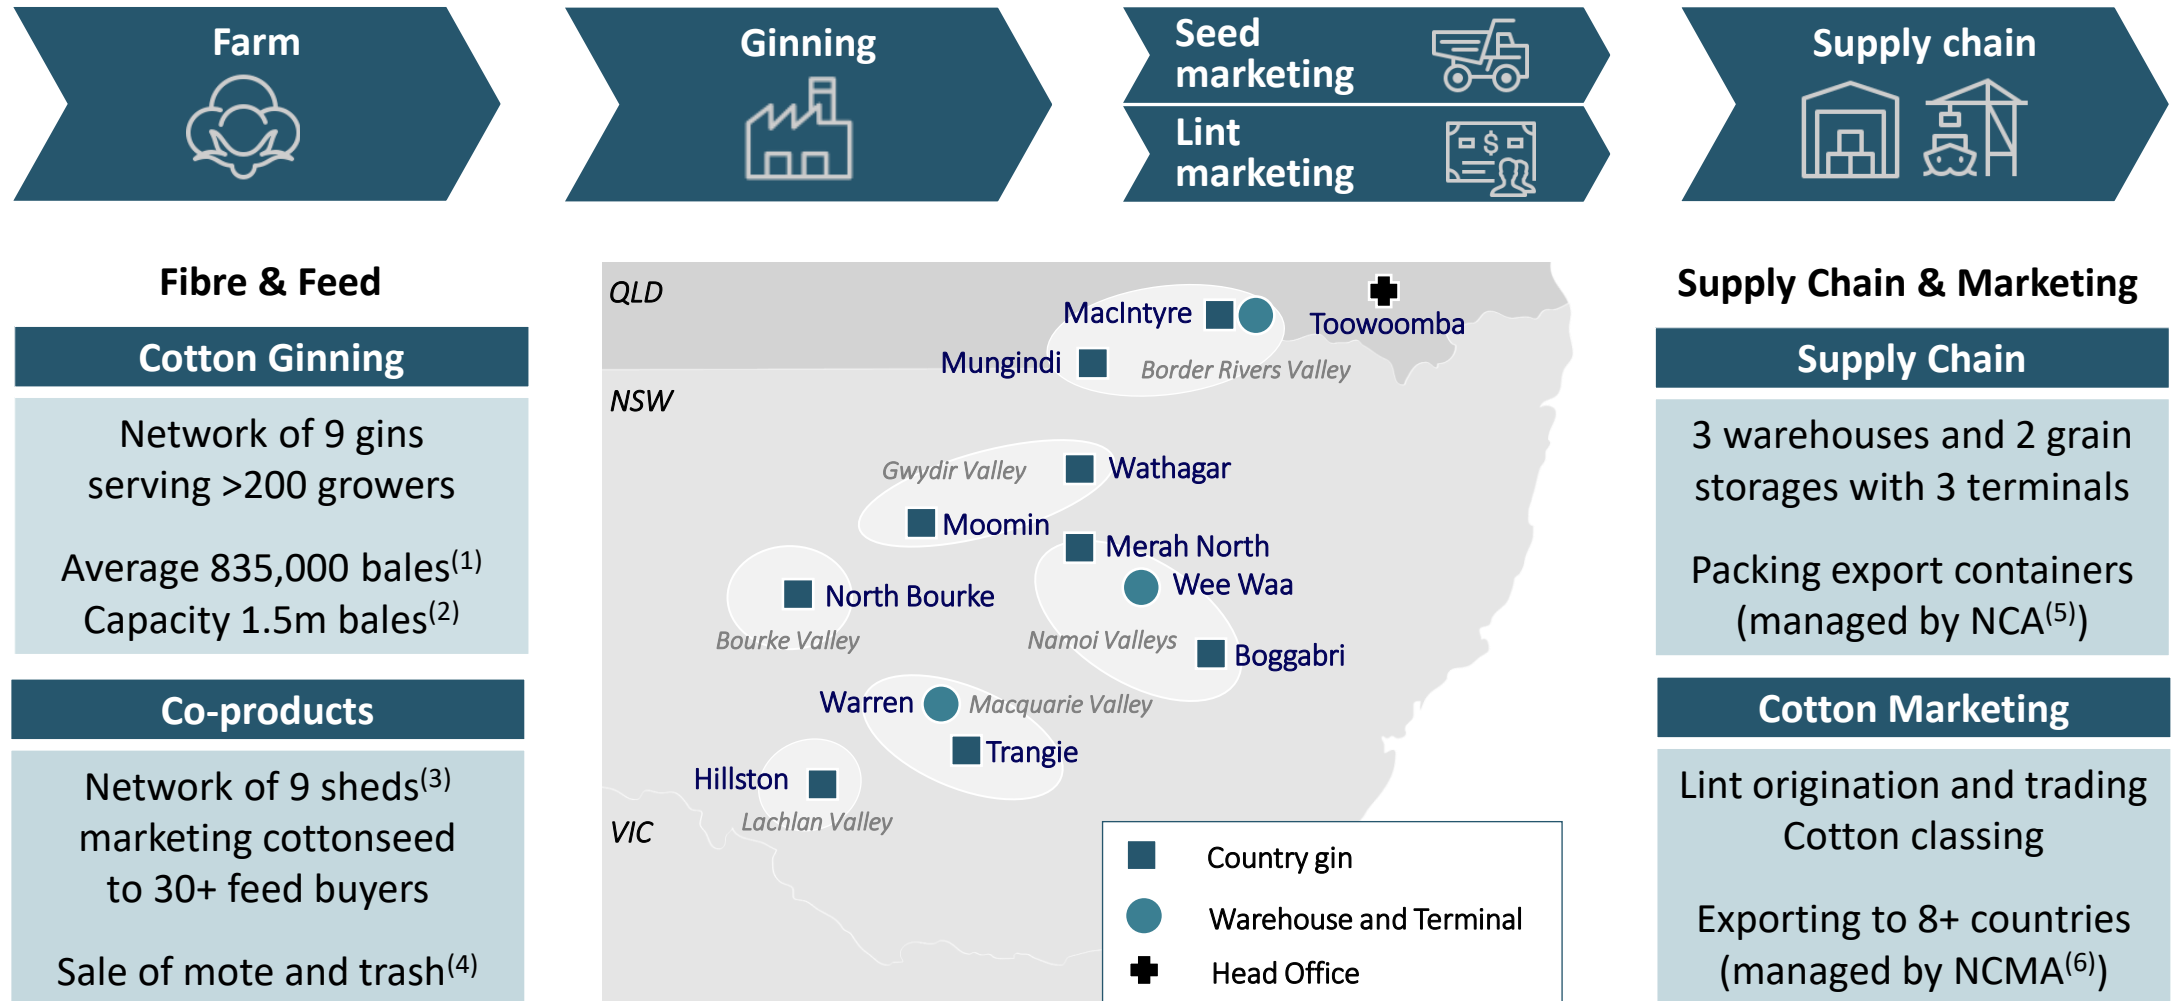 Farm
Ginning
Seed
marketing
Lint
marketing
$
Supply chain
Fibre & Feed
Cotton Ginning
Network of 9 gins
serving >200 growers
Average 835,000 bales(1)
Capacity 1.5m bales(2)
Co-products
Network of 9 sheds(3)
marketing cottonseed
to 30+ feed buyers
Sale of mote and trash(4)
QLD
MacIntyre
Toowoomba
Mungindi
Border Rivers Valley
NSW
Gwydir Valley
Wathagar
Moomin
Merah North
Wee Waa
North Bourke
Bourke Valley
Namoi Valleys
Boggabri
Warren
Macquarie Valley
Trangie
Hillston
Lachlan Valley
VIC
Country gin
Warehouse and Terminal
Head Office
Supply Chain & Marketing
Supply Chain
3 warehouses and 2 grain
storages with 3 terminals
Packing export containers
(managed by NCA(5))
Cotton Marketing
Lint origination and trading
Cotton classing
Exporting to 8+ countries
(managed by NCMA(6))